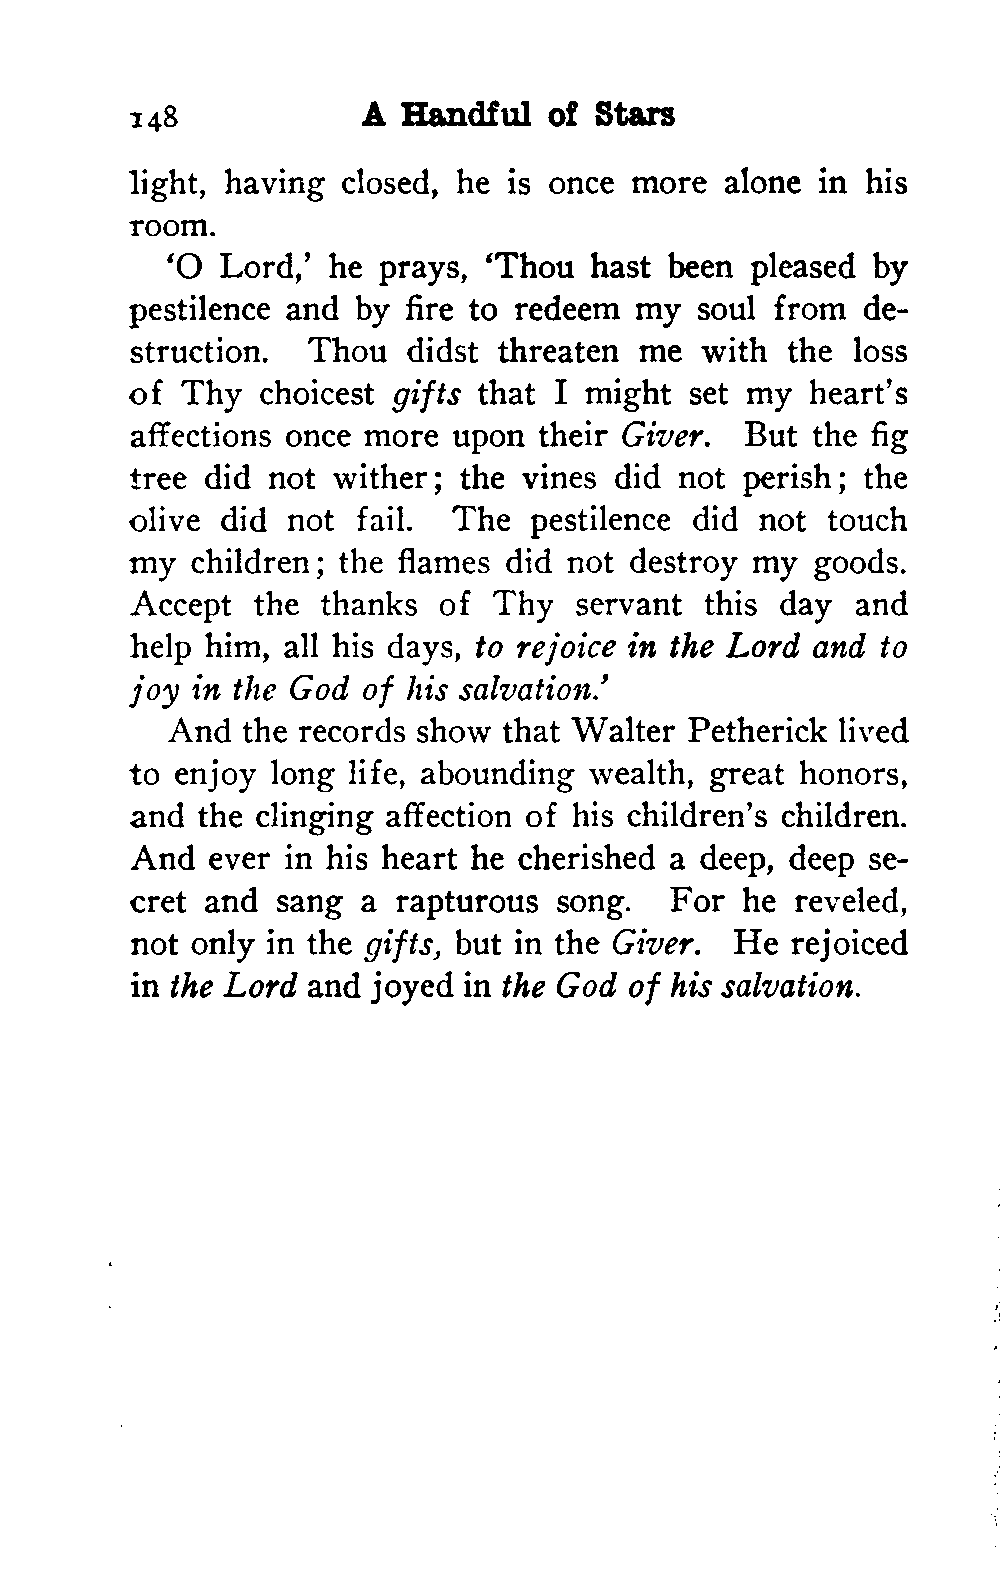 148 A Handful of Stars
light, having closed, he is once more alone in his
room.
'O Lord,' he prays, 'Thou hast been pleased by
pestilence and by fire to redeem my soul from de-
struction. Thou didst threaten me with the loss
of Thy choicest gifts that I might set my heart's
affections once more upon their Giver. But the fig
tree did not wither; the vines did not perish; the
olive did not fail. The pestilence did not touch
my children; the flames did not destroy my goods.
Accept the thanks of Thy servant this day and
help him, all his days, to rejoice in the Lord and to
joy in the God of his salvation.'
And the records show that Walter Petherick lived
to enjoy long life, abounding wealth, great honors,
and the clinging affection of his children's children.
And ever in his heart he cherished a deep, deep se-
cret and sang a rapturous song. For he reveled,
not only in the gifts, but in the Giver. He rejoiced
in the Lord and joyed in the God of his salvation.